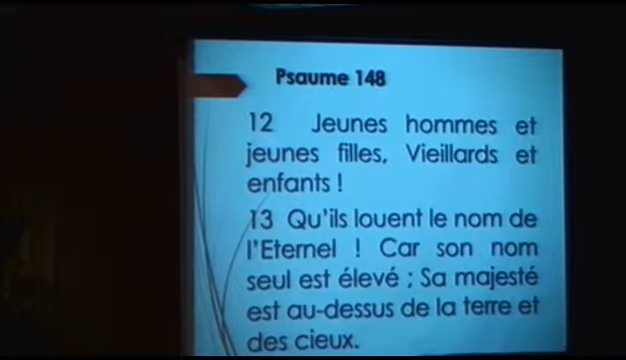 Psaume 148
12 Jeunes hommes et
jeunes filles, Vieillards et
enfants !
13 Qu'ils louent le nom de
l'Eternel ! Car son nom
seul est élevé ; Sa majesté
est au-dessus de la terre et
des cieux.